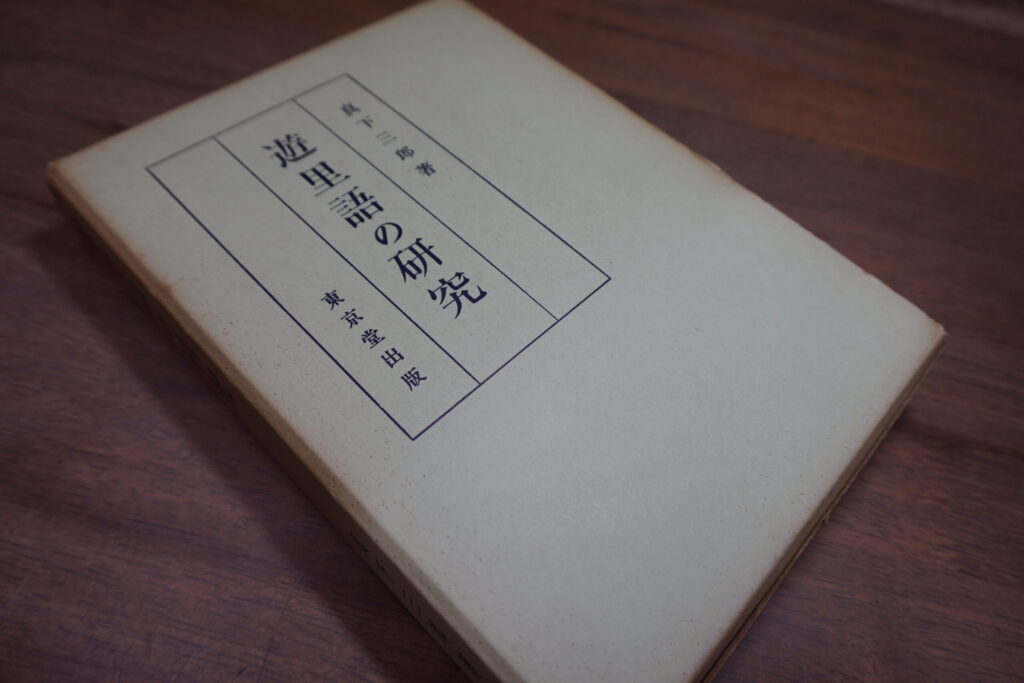 真下三郎著
遊里語の研究
東京堂出版